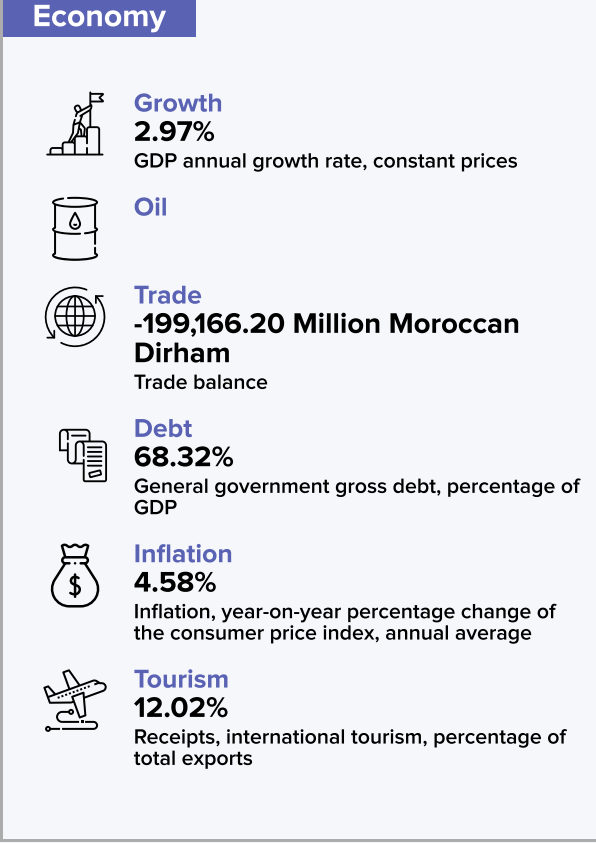 Economy
Growth
2.97%
GDP annual growth rate, constant prices
Oil
Trade
-199,166.20 Million Moroccan
Dirham
Trade balance
Debt
68.32%
General government gross debt, percentage of
GDP
Inflation
$
4.58%
Inflation, year-on-year percentage change of
the consumer price index, annual average
Tourism
12.02%
Receipts, international tourism, percentage of
total exports